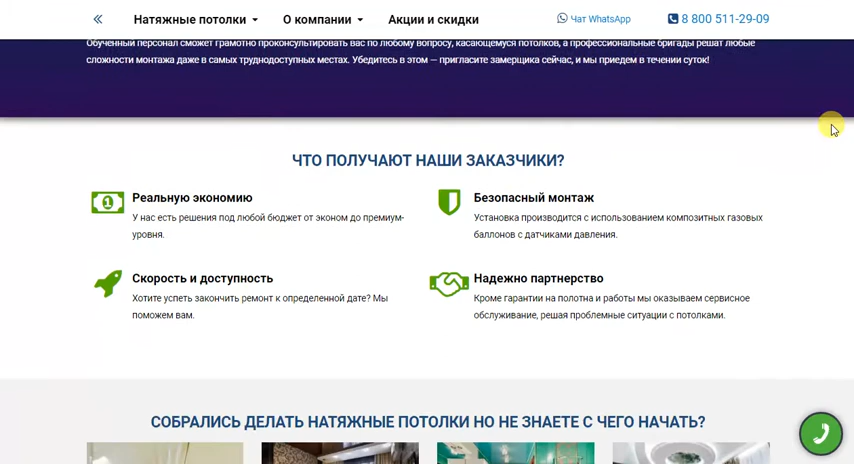 Натяжные потолки О компании Акции и скидки Чат WhatsApp 8 800 511-29-09
Обученный персонал сможет грамотно проконсультировать вас по любому вопросу, касающемуся потолков, а профессиональные бригады решат любые
сложности монтажа даже в самых труднодоступных местах. Убедитесь в этом — пригласите замерщика сейчас, и мы приедем в течении суток!
ЧТО ПОЛУЧАЮТ НАШИ ЗАКАЗЧИКИ?
Реальную экономию
У нас есть решения под любой бюджет от эконом до премиум-
уровня.
Безопасный монтаж
Установка производится с использованием композитных газовых
баллонов с датчиками давления.
Скорость и доступность
Хотите успеть закончить ремонт к определенной дате? Мы
поможем вам.
Надежно партнерство
Кроме гарантии на полотна и работы мы оказываем сервисное
обслуживание, решая проблемные ситуации с потолками.
СОБРАЛИСЬ ДЕЛАТЬ НАТЯЖНЫЕ ПОТОЛКИ НО НЕ ЗНАЕТЕ С ЧЕГО НАЧАТЬ?